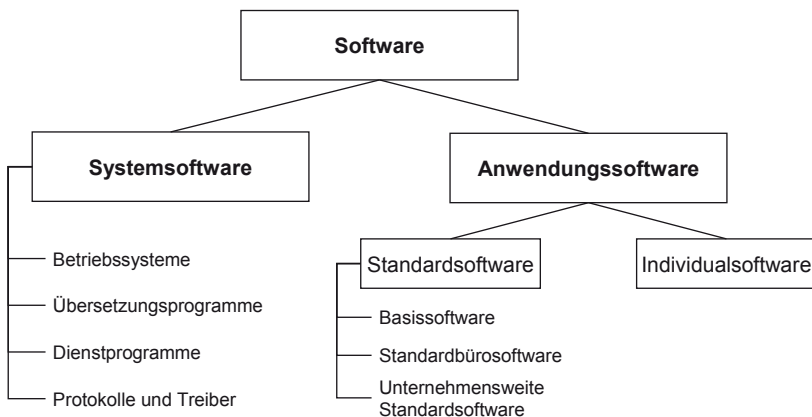 Software
Systemsoftware
Anwendungssoftware
Betriebssysteme
Übersetzungsprogramme
Dienstprogramme
Protokolle und Treiber
Standardsoftware
Individualsoftware
Basissoftware
Standardbürosoftware
Unternehmensweite
Standardsoftware